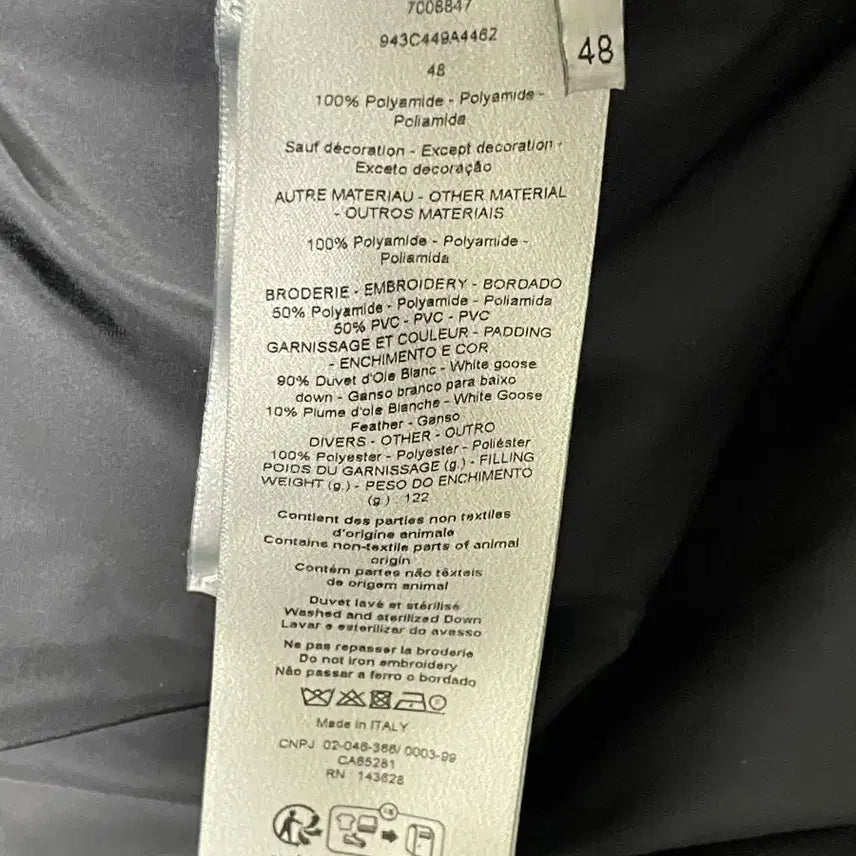 7008847
943C449A4462
48
48
100% Polyamide - Polyamide -
Poliamida
Sauf décoration - Except decoration -
Exceto decoração
AUTRE MATERIAU - OTHER MATERIAL
- OUTROS MATERIAIS
100% Polyamide - Polyamide -
Poliamida
BRODERIE - EMBROIDERY - BORDADO
50% Polyamide - Polyamide - Poliamida
50% PVC - PVC - PVC
GARNISSAGE ET COULEUR - PADDING
- ENCHIMENTO E COR
90% Duvet d'Oie Blanc - White goose
down - Ganso branco para baixo
10% Plume d'oie Blanche - White Goose
Feather - Ganso
DIVERS - OTHER - OUTRO
100% Polyester - Polyester - Poliéster
POIDS DU GARNISSAGE (g.) - FILLING
WEIGHT (g.) - PESO DO ENCHIMENTO
(g.) : 122
Contient des parties non textiles
d'origine animale
Contains non-textile parts of animal
origin
Contém partes não têxteis
de origem animal
Duvet lavé et stérilisé
Washed and sterilized Down
Lavar e esterilizar do avesso
Ne pas repasser la broderie
Do not iron embroidery
Não passar a ferro o bordado
Made in ITALY
CNPJ 02-046-366/ 0003-99
CA65281
RN : 143628